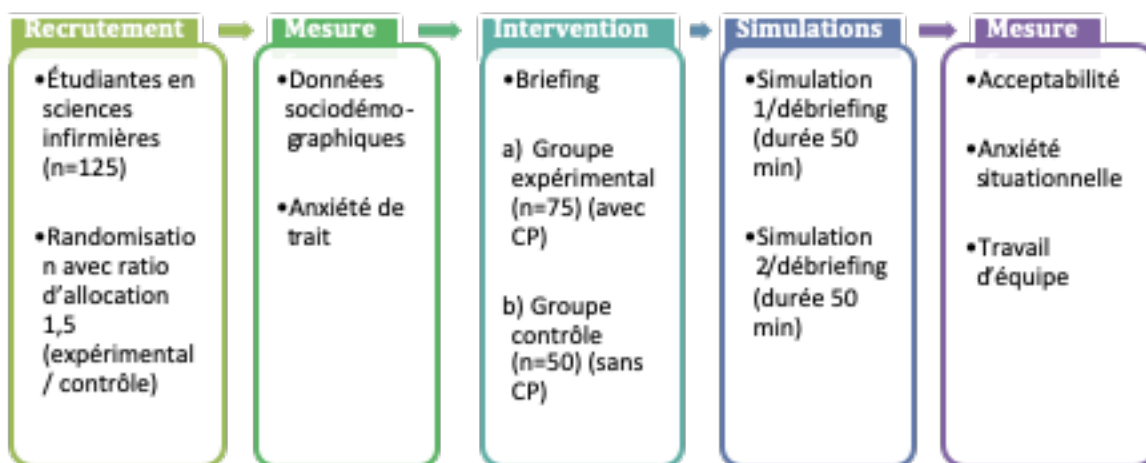 Recrutement
•Étudiantes en
sciences
infirmières
(n=125)
•Randomisatio
n avec ratio
d'allocation
1,5
(expérimental
/ contrôle)
Mesure
•Données
sociodémo-
graphiques
•Anxiété de
trait
Intervention
•Briefing
a) Groupe
expérimental
(n=75) (avec
CP)
b) Groupe
contrôle
(n=50) (sans
CP)
Simulations
•Simulation
1/débriefing
(durée 50
min)
•Simulation
2/débriefing
(durée 50
min)
Mesure
•Acceptabilité
•Anxiété
situationnelle
•Travail
d'équipe